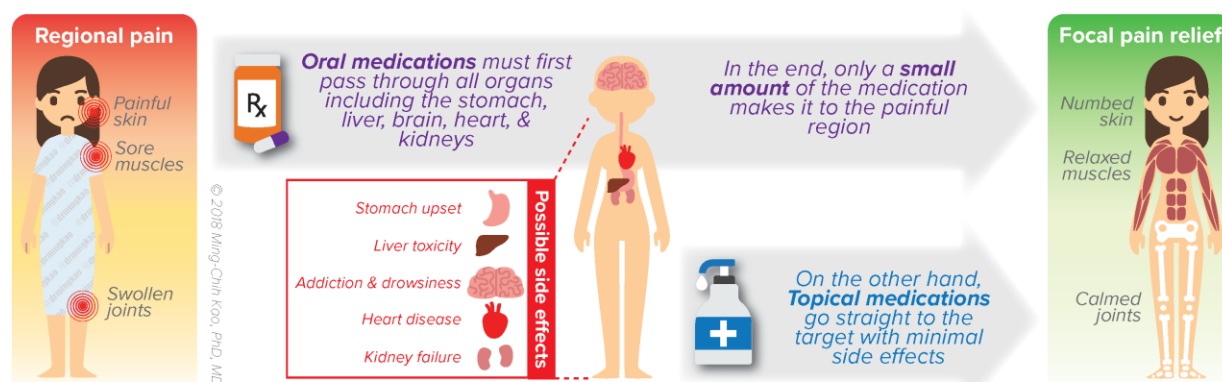 Regional pain
Painful
skin
Sore
muscles
Swollen
joints
© 2018 Ming-Chih Kao, PhD, MD
Rx
Oral medications must first
pass through all organs
including the stomach,
liver, brain, heart, &
kidneys
In the end, only a small
amount of the medication
makes it to the painful
region
Stomach upset
Liver toxicity
Addiction & drowsiness
Heart disease
Kidney failure
Possible side effects
On the other hand,
Topical medications
go straight to the
target with minimal
side effects
Focal pain relief
Numbed
skin
Relaxed
muscles
Calmed
joints